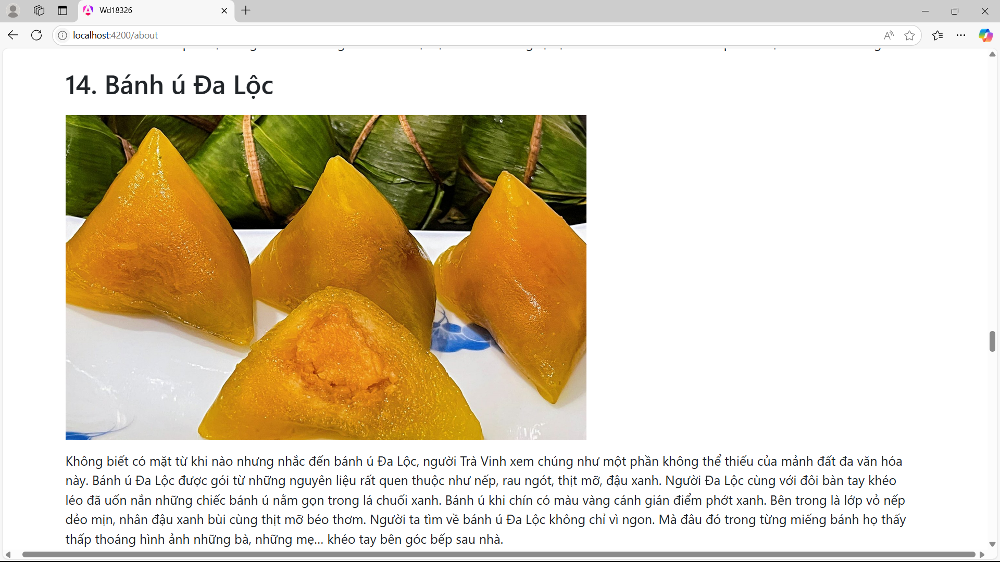 Wd18326
localhost:4200/about
14. Bánh ú Đa Lộc
Không biết có mặt từ khi nào nhưng nhắc đến bánh ú Đa Lộc, người Trà Vinh xem chúng như một phần không thể thiếu của mảnh đất đa văn hóa
này. Bánh ú Đa Lộc được gói từ những nguyên liệu rất quen thuộc như nếp, rau ngót, thịt mỡ, đậu xanh. Người Đa Lộc cùng với đôi bàn tay khéo
léo đã uốn nắn những chiếc bánh ú nằm gọn trong lá chuối xanh. Bánh ú khi chín có màu vàng cánh gián điểm phớt xanh. Bên trong là lớp vỏ nếp
dẻo mịn, nhân đậu xanh bùi cùng thịt mỡ béo thơm. Người ta tìm về bánh ú Đa Lộc không chỉ vì ngon. Mà đâu đó trong từng miếng bánh họ thấy
thấp thoáng hình ảnh những bà, những mẹ... khéo tay bên góc bếp sau nhà.